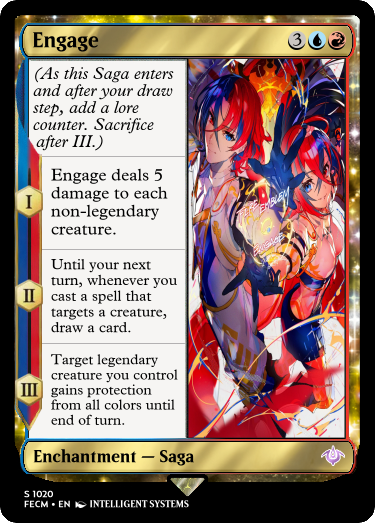 Engage 3
(As this Saga enters
and after your draw
step, add a lore
counter. Sacrifice
after III.)
I
Engage deals 5
damage to each
non-legendary
creature.
II
Until your next
turn, whenever you
cast a spell that
targets a creature,
draw a card.
III
Target legendary
creature you control
gains protection
from all colors until
end of turn.
FIRE
EMBLEM
ENGAGE
Enchantment — Saga
S 1020
FECM • EN INTELLIGENT SYSTEMS